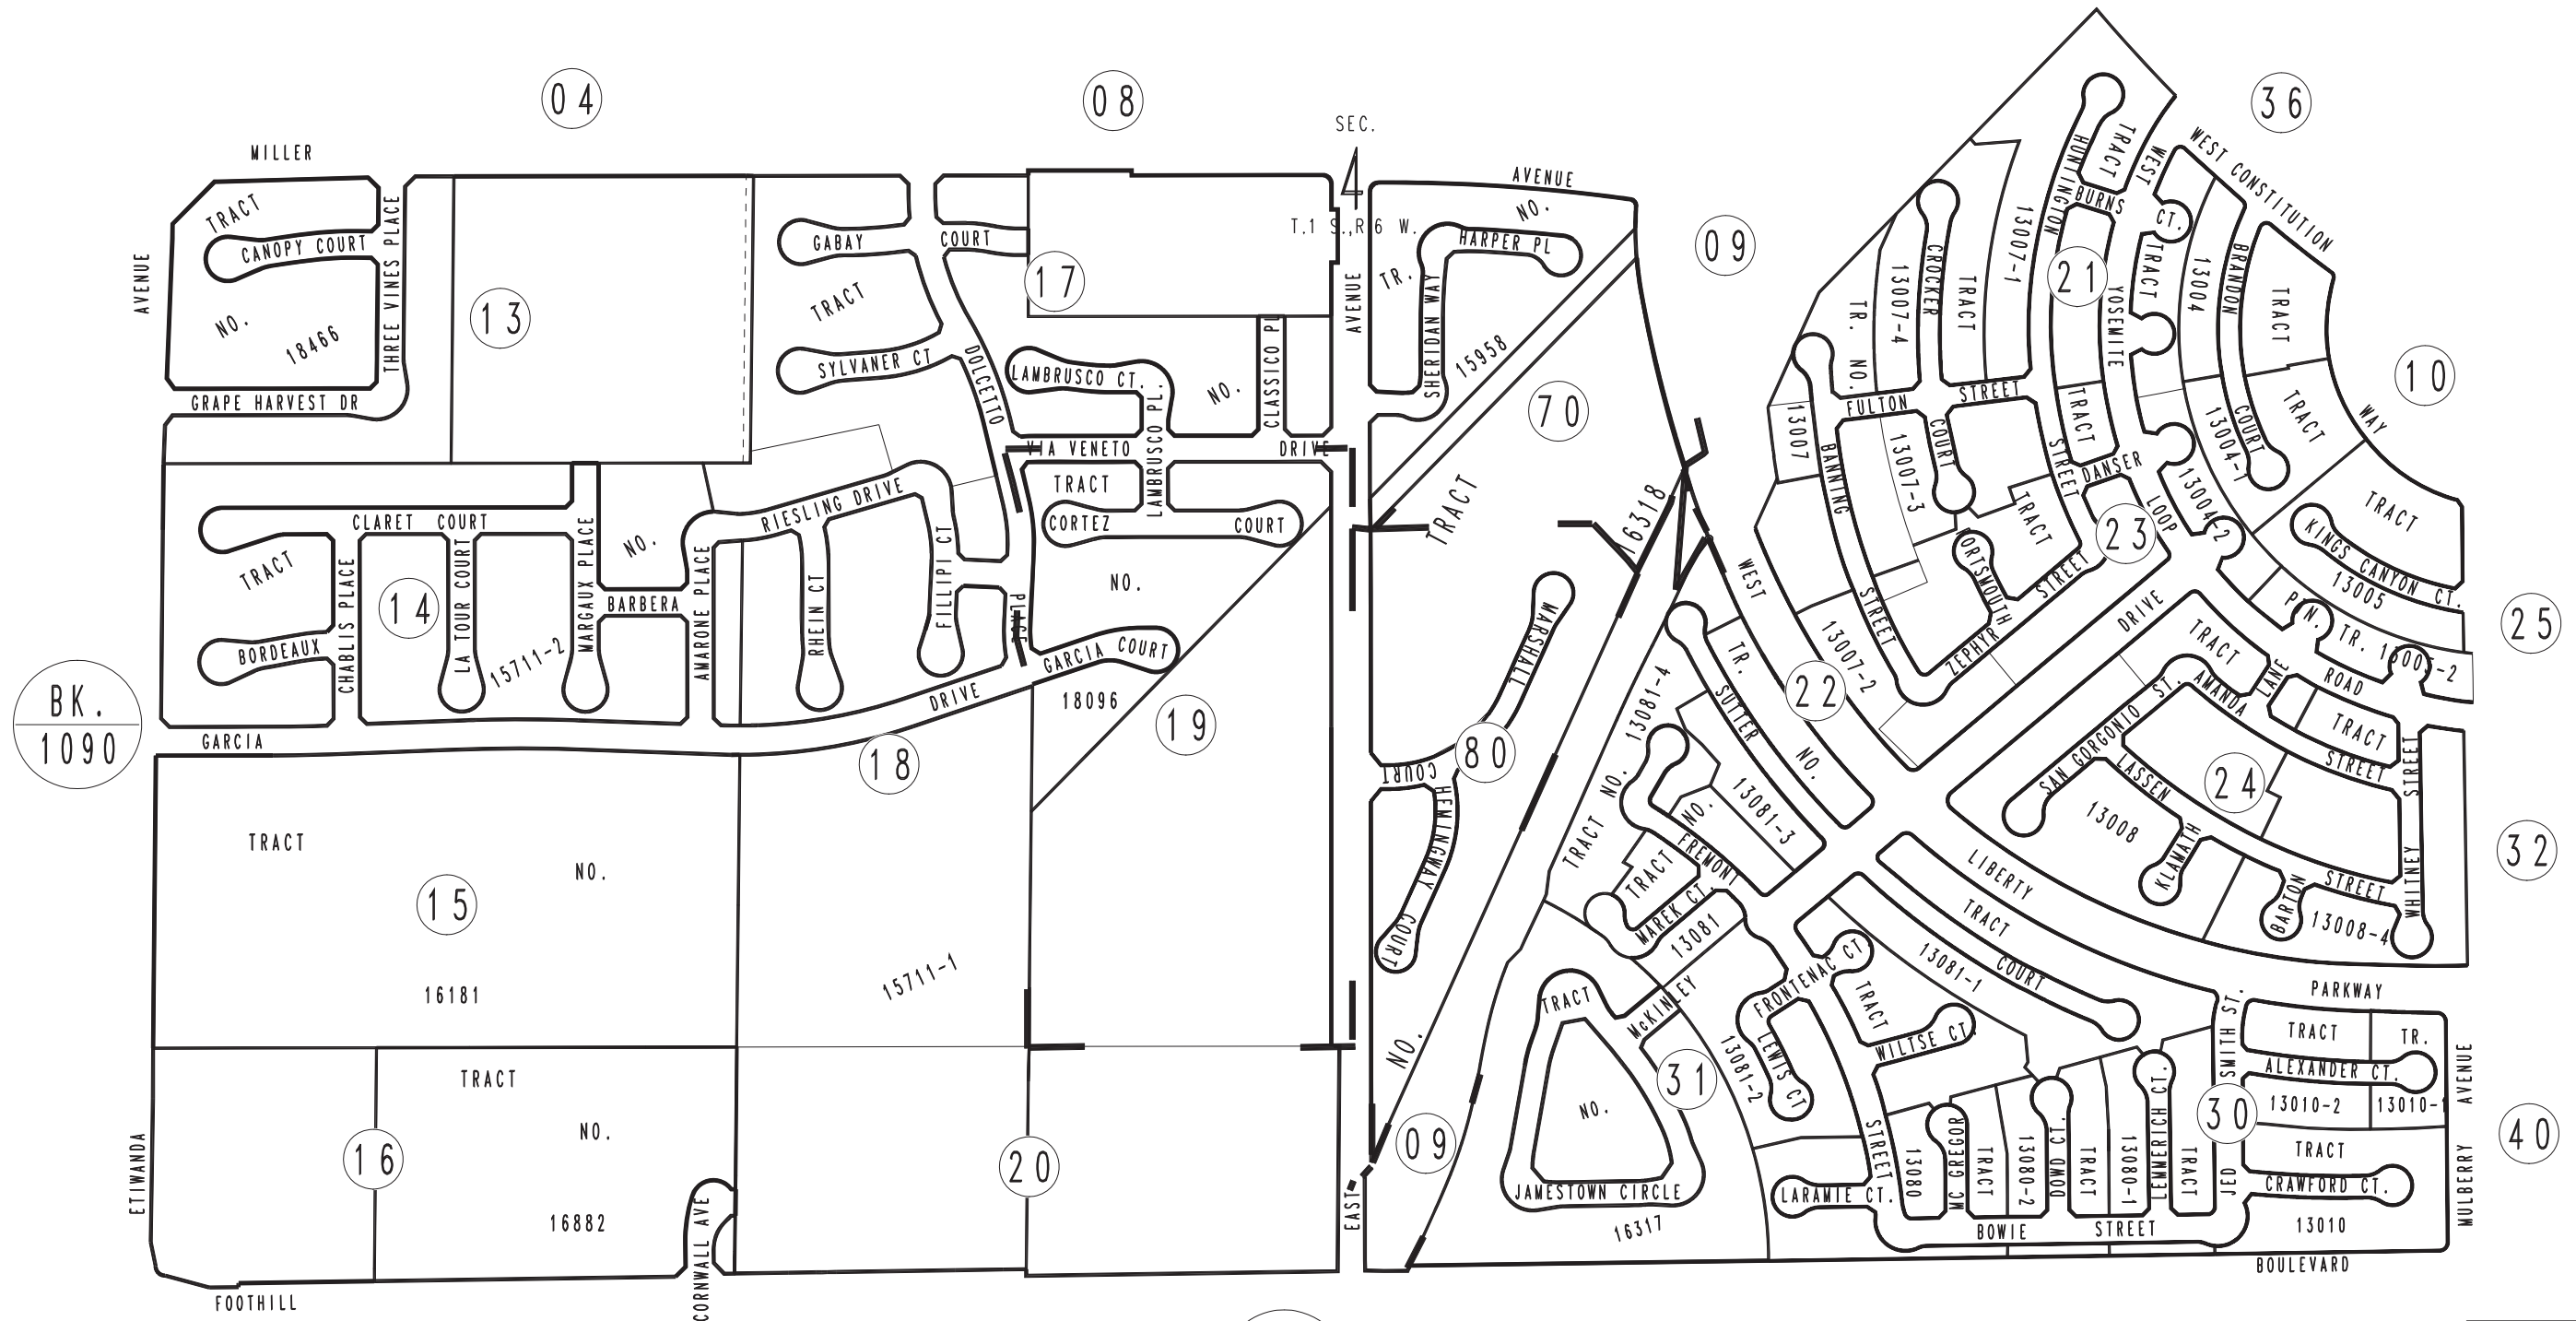 04
08
36
SEC.
4
T.1 S.,R 6 W.
MILLER
AVENUE
AVENUE
TRACT
CANOPY COURT
NO.
18466
THREE VINES PLACE
GRAPE HARVEST DR
13
GABAY COURT
TRACT
SYLVANER CT
DOLCETTO
17
LAMBRUSCO CT.
LAMBRUSCO PL.
NO.
CLASSICO PL
VIA VENETO DRIVE
AVENUE
TRACT
CORTEZ COURT
NO.
PLACE
GARCIA COURT
18096
19
CLARET COURT
TRACT
NO.
CHABLIS PLACE
14
LA TOUR COURT
MARGAUX PLACE
BARBERA
BORDEAUX
15711-2
AMARONE PLACE
RIESLING DRIVE
RHEIN CT
FILLIPI CT
BK.
1090
GARCIA
DRIVE
18
TRACT
NO.
15
16181
15711-1
TRACT
NO.
16
16882
20
ETIWANDA
CORNWALL AVE
FOOTHILL
EAST
NO.
HARPER PL
TR.
SHERIDAN WAY
15958
09
70
TRACT
16318
MARSHALL
COURT
80
HEMINGWAY
COURT
NO.
09
WEST
TRACT
HUNTINGTON
WEST
BURNS
CT.
WEST CONSTITUTION
WAY
13007-1
CROCKER
TRACT
13007-4
TR. NO.
21
YOSEMITE
TRACT
13004
BRANDON
COURT
TRACT
10
FULTON STREET
13007
BANNING
STREET
COURT
13007-3
TRACT
STREET
TRACT
DANSER
LOOP
23
13004-1
TRACT
13004-2
TRACT
KINGS CANYON CT.
13005
PORTSMOUTH
ZEPHYR STREET
13007-2
22
DRIVE
TRACT
LANE
ROAD
TR.
13005-2
25
13081-4
SUTTER
TR.
NO.
SAN GORGONIO ST.
AMANDA
STREET
TRACT
LASSEN
STREET
24
13008
KLAMATH
BARTON
13008-4
WHITNEY STREET
32
TRACT NO.
NO.
13081-3
FREMONT
TRACT
MAREK CT.
13081
MCKINLEY
LIBERTY
PARKWAY
TRACT
COURT
13081-1
FRONTENAC CT
TRACT
WILTSE CT.
LEWIS CT
13081-2
31
TRACT
NO.
JAMESTOWN CIRCLE
16317
STREET
LARAMIE CT.
13080
MC GREGOR
TRACT
13080-2
DOWD CT.
TRACT
13080-1
LEMMERICH CT.
TRACT
BOWIE STREET
JED SMITH ST.
30
TRACT
TR.
ALEXANDER CT.
13010-2
13010-1
TRACT
CRAWFORD CT.
13010
MULBERRY AVENUE
40
BOULEVARD